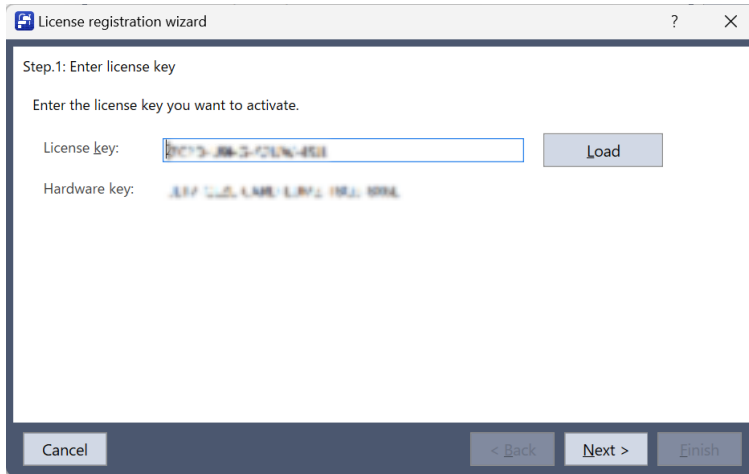 License registration wizard ?
Step.1: Enter license key
Enter the license key you want to activate.
License key: Load
Hardware key:
Cancel < Back Next > Finish